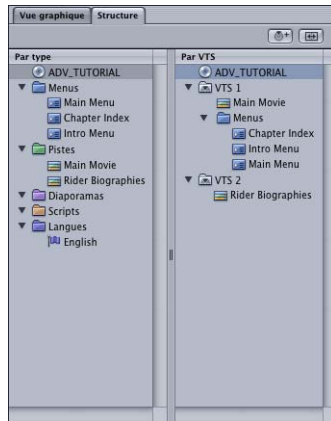 Vue graphique Structure
Par type
ADV_TUTORIAL
Menus
Main Menu
Chapter Index
Intro Menu
Pistes
Main Movie
Rider Biographies
Diaporamas
Scripts
Langues
English
Par VTS
ADV_TUTORIAL
VTS 1
Main Movie
Menus
Chapter Index
Intro Menu
Main Menu
VTS 2
Rider Biographies